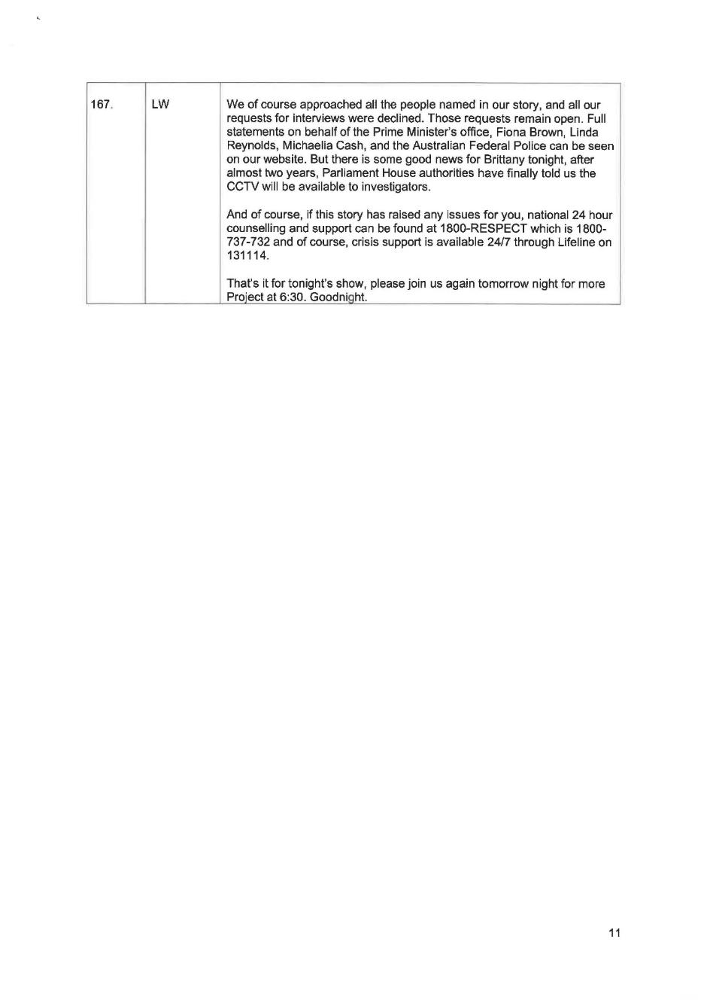 167. LW We of course approached all the people named in our story, and all our
requests for interviews were declined. Those requests remain open. Full
statements on behalf of the Prime Minister's office, Fiona Brown, Linda
Reynolds, Michaelia Cash, and the Australian Federal Police can be seen
on our website. But there is some good news for Brittany tonight, after
almost two years, Parliament House authorities have finally told us the
CCTV will be available to investigators.
And of course, if this story has raised any issues for you, national 24 hour
counselling and support can be found at 1800-RESPECT which is 1800-
737-732 and of course, crisis support is available 24/7 through Lifeline on
131114.
That's it for tonight's show, please join us again tomorrow night for more
Project at 6:30. Goodnight.
11